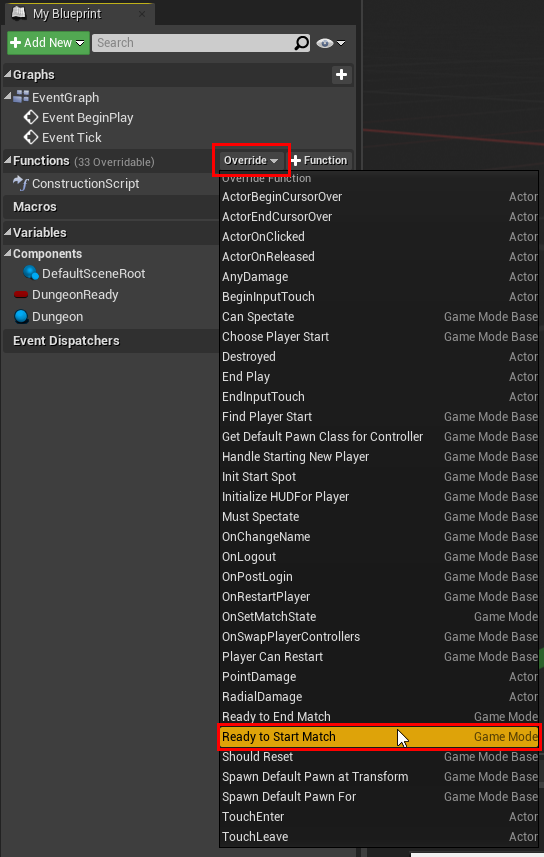 My Blueprint
Add New
Search
Graphs
EventGraph
Event BeginPlay
Event Tick
Functions (33 Overridable) Override Function
ConstructionScript
Macros
Variables
Components
DefaultSceneRoot
DungeonReady
Dungeon
Event Dispatchers
Override Function
ActorBeginCursorOver Actor
ActorEndCursorOver Actor
ActorOnClicked Actor
ActorOnReleased Actor
AnyDamage Actor
BeginInputTouch Actor
Can Spectate Game Mode Base
Choose Player Start Game Mode Base
Destroyed Actor
End Play Actor
EndInputTouch Actor
Find Player Start Game Mode Base
Get Default Pawn Class for Controller Game Mode Base
Handle Starting New Player Game Mode Base
Init Start Spot Game Mode Base
Initialize HUDFor Player Game Mode Base
Must Spectate Game Mode Base
OnChangeName Game Mode Base
OnLogout Game Mode Base
OnPostLogin Game Mode Base
OnRestartPlayer Game Mode Base
OnSetMatchState Game Mode
OnSwapPlayerControllers Game Mode Base
Player Can Restart Game Mode Base
PointDamage Actor
RadialDamage Actor
Ready to End Match Game Mode
Ready to Start Match Game Mode
Should Reset Game Mode Base
Spawn Default Pawn at Transform Game Mode Base
Spawn Default Pawn For Game Mode Base
TouchEnter Actor
TouchLeave Actor